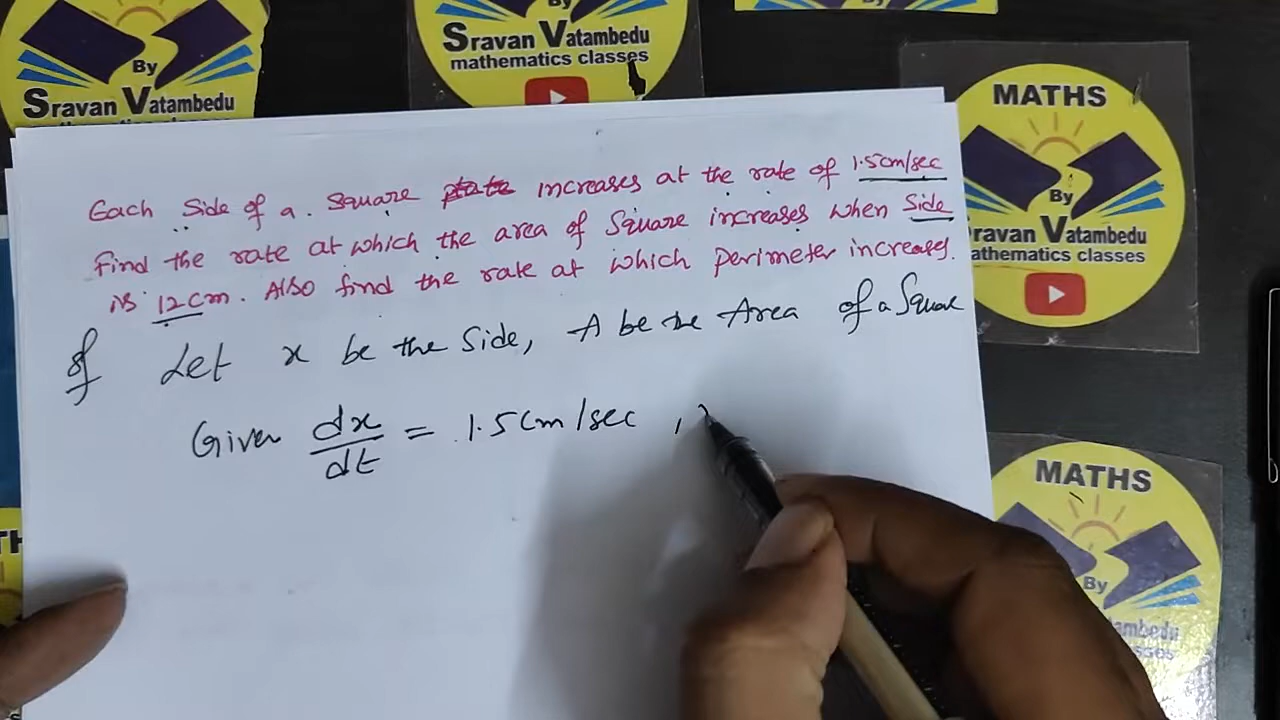 By
Sravan Vatambedu
By
Sravan Vatambedu
mathematics classes
MATHS
By
ravan Vatambedu
athematics classes
Each Side of a. Square increases at the rate of 1.5cm/sec
Find the rate at which the area of Square increases when Side
is 12cm. Also find the rate at which perimeter increases.
Let x be the Side, A be the Area of a Square
Given dx/dt = 1.5cm/sec ,
MATHS
By